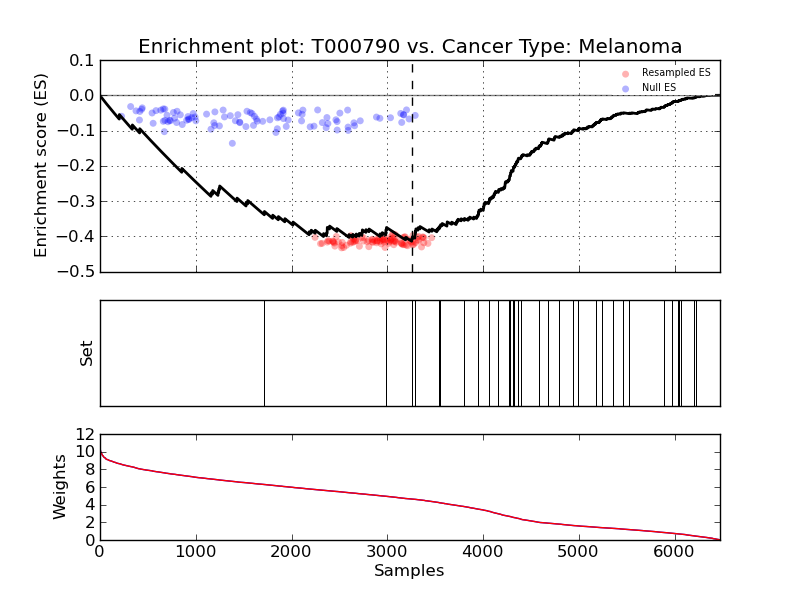 Enrichment plot: T000790 vs. Cancer Type: Melanoma
Enrichment score (ES)
0.1
0.0
−0.1
−0.2
−0.3
−0.4
−0.5
Resampled ES
Null ES
Set
Weights
12
10
8
6
4
2
0
0 1000 2000 3000 4000 5000 6000
Samples